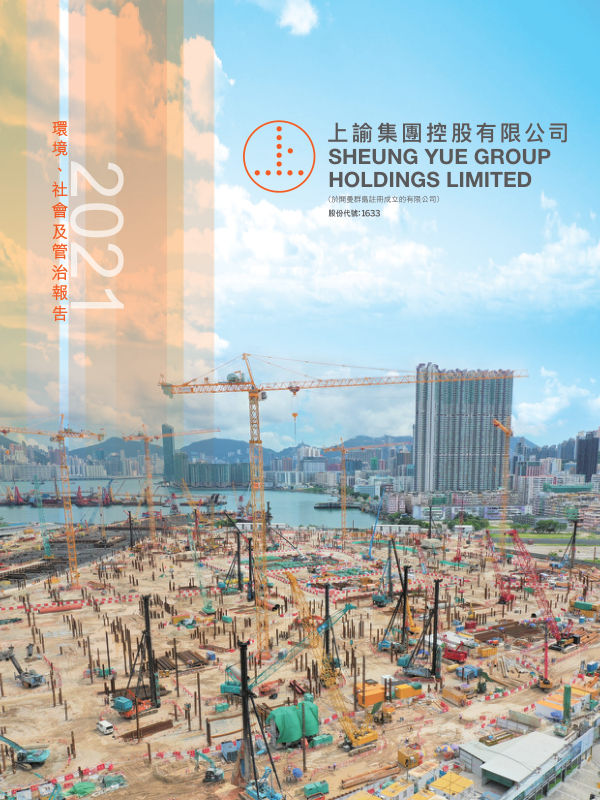 上諭集團控股有限公司
SHEUNG YUE GROUP
HOLDINGS LIMITED
（於開曼群島註冊成立的有限公司）
股份代號：1633
環境、社會及管治報告
2021